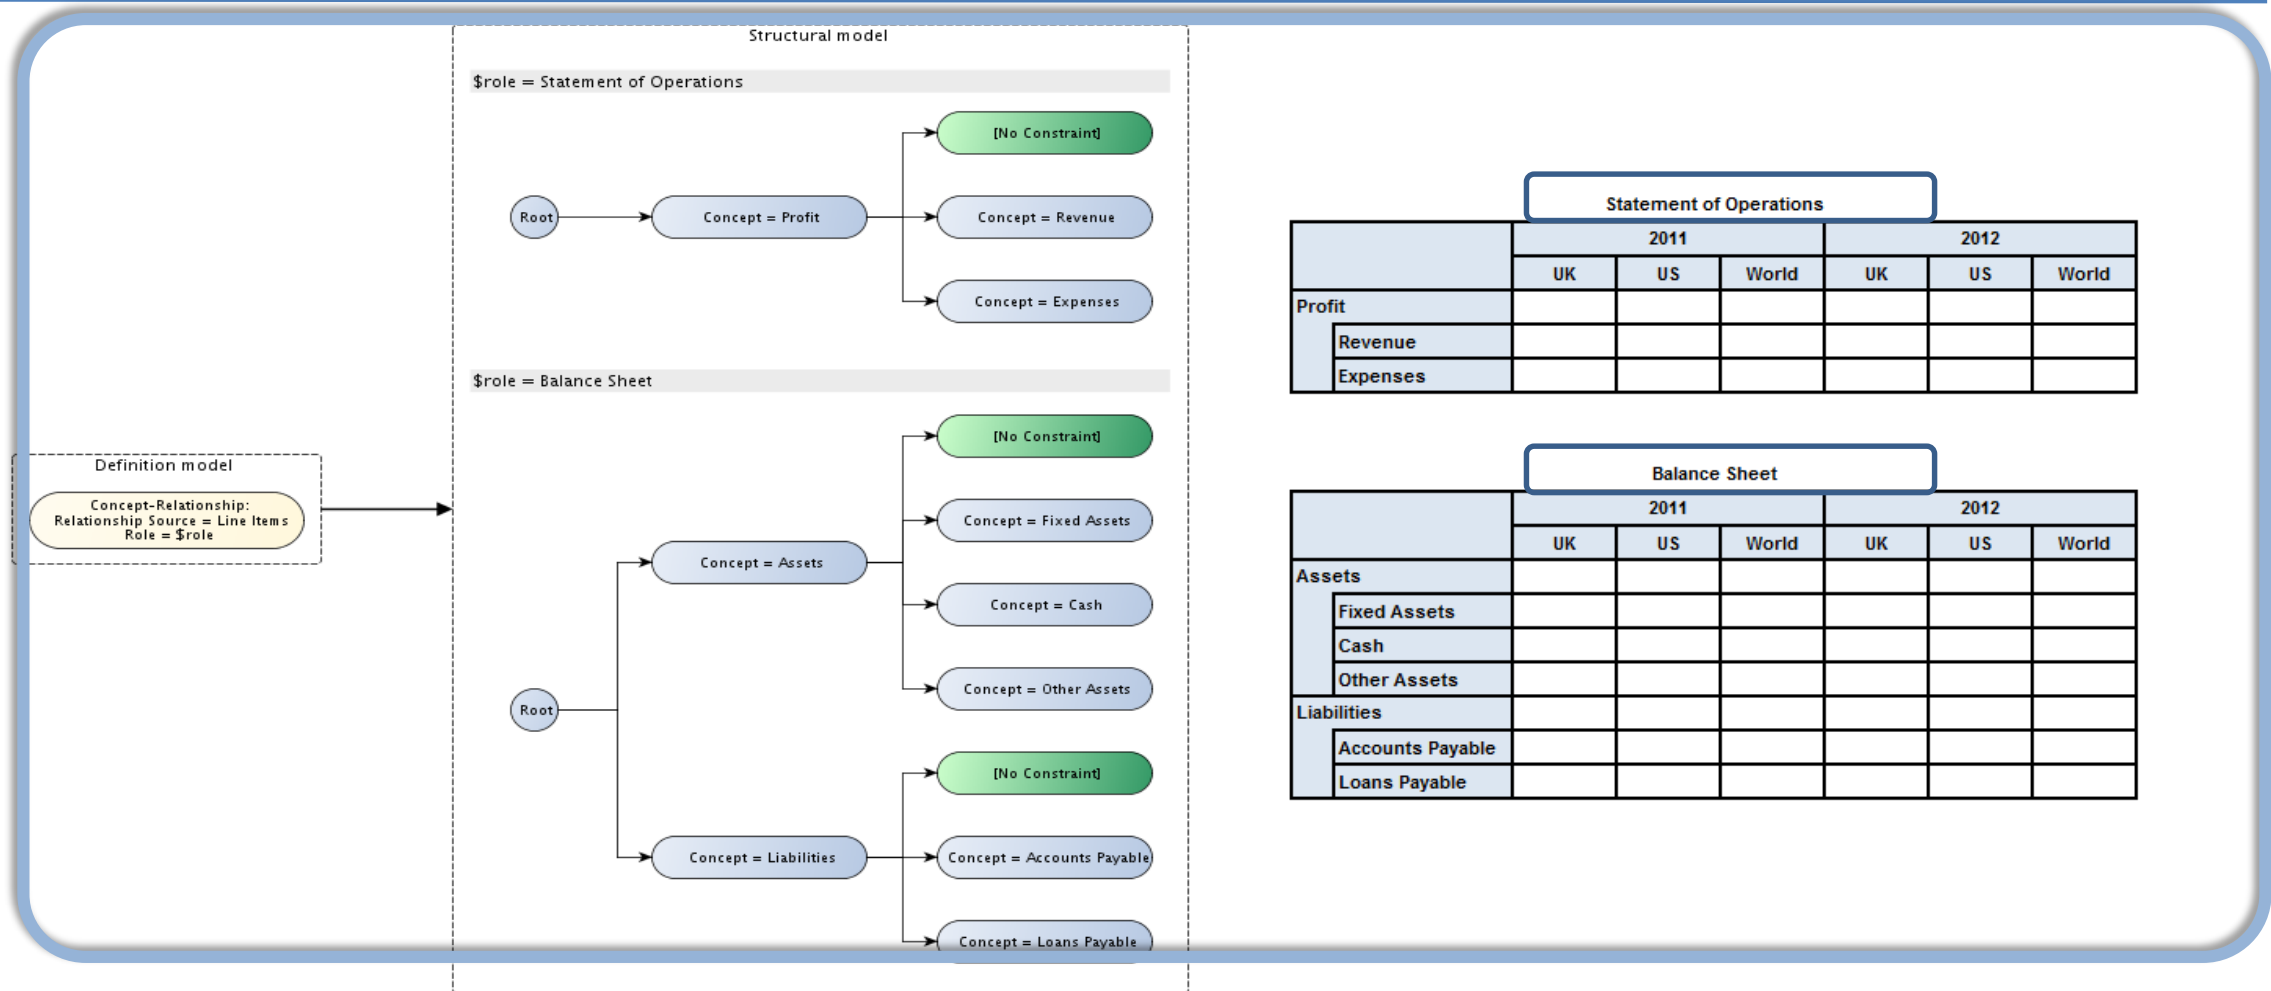 Structural model
$role = Statement of Operations
[No Constraint]
Root
Concept = Profit
Concept = Revenue
Concept = Expenses
$role = Balance Sheet
[No Constraint]
Concept = Fixed Assets
Concept = Assets
Concept = Cash
Concept = Other Assets
Root
[No Constraint]
Concept = Liabilities
Concept = Accounts Payable
Concept = Loans Payable
Definition model
Concept-Relationship:
Relationship Source = Line Items
Role = $role
Statement of Operations
2011 2012
UK US World UK US World
Profit
Revenue
Expenses
Balance Sheet
2011 2012
UK US World UK US World
Assets
Fixed Assets
Cash
Other Assets
Liabilities
Accounts Payable
Loans Payable